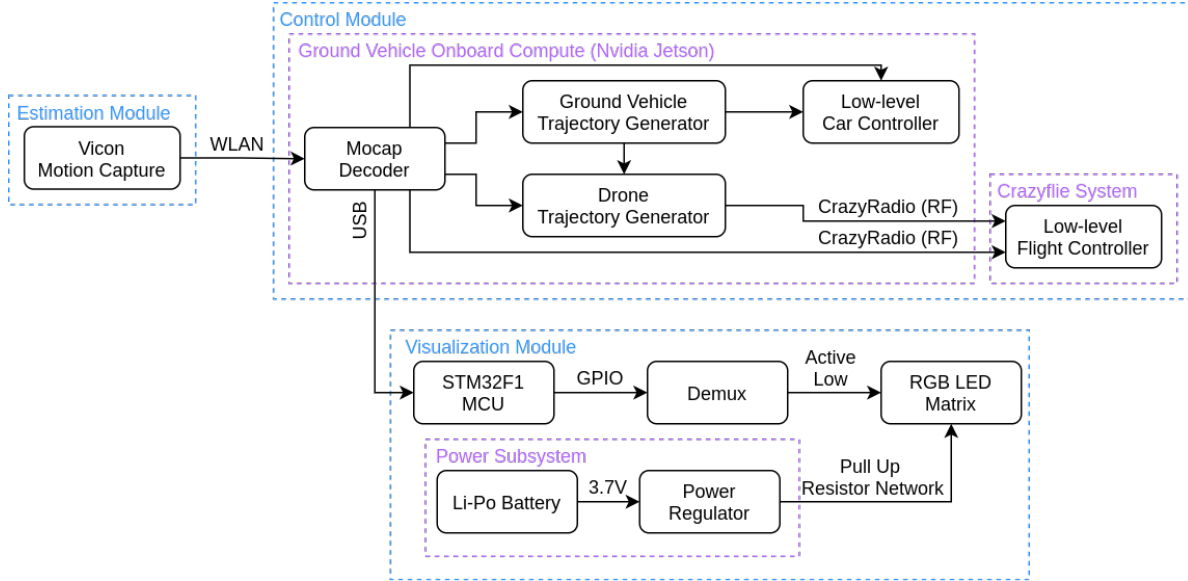 Control Module
Ground Vehicle Onboard Compute (Nvidia Jetson)
Estimation Module
Vicon
Motion Capture
WLAN
Mocap
Decoder
Ground Vehicle
Trajectory Generator
Low-level
Car Controller
Drone
Trajectory Generator
CrazyRadio (RF)
CrazyRadio (RF)
Crazyflie System
Low-level
Flight Controller
USB
Visualization Module
STM32F1
MCU
GPIO
Demux
Active
Low
RGB LED
Matrix
Power Subsystem
Li-Po Battery
3.7V
Power
Regulator
Pull Up
Resistor Network